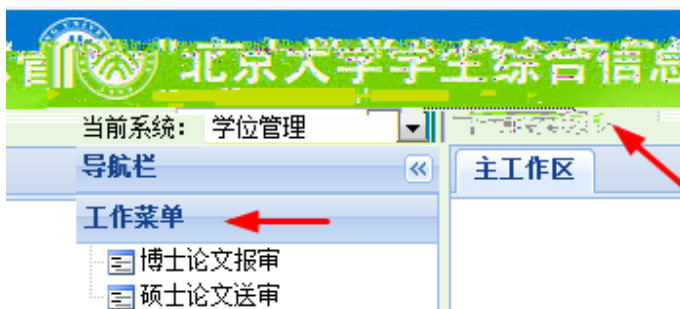 北京大学学生综合信息
当前系统： 学位管理
导航栏
主工作区
工作菜单
博士论文报审
硕士论文送审